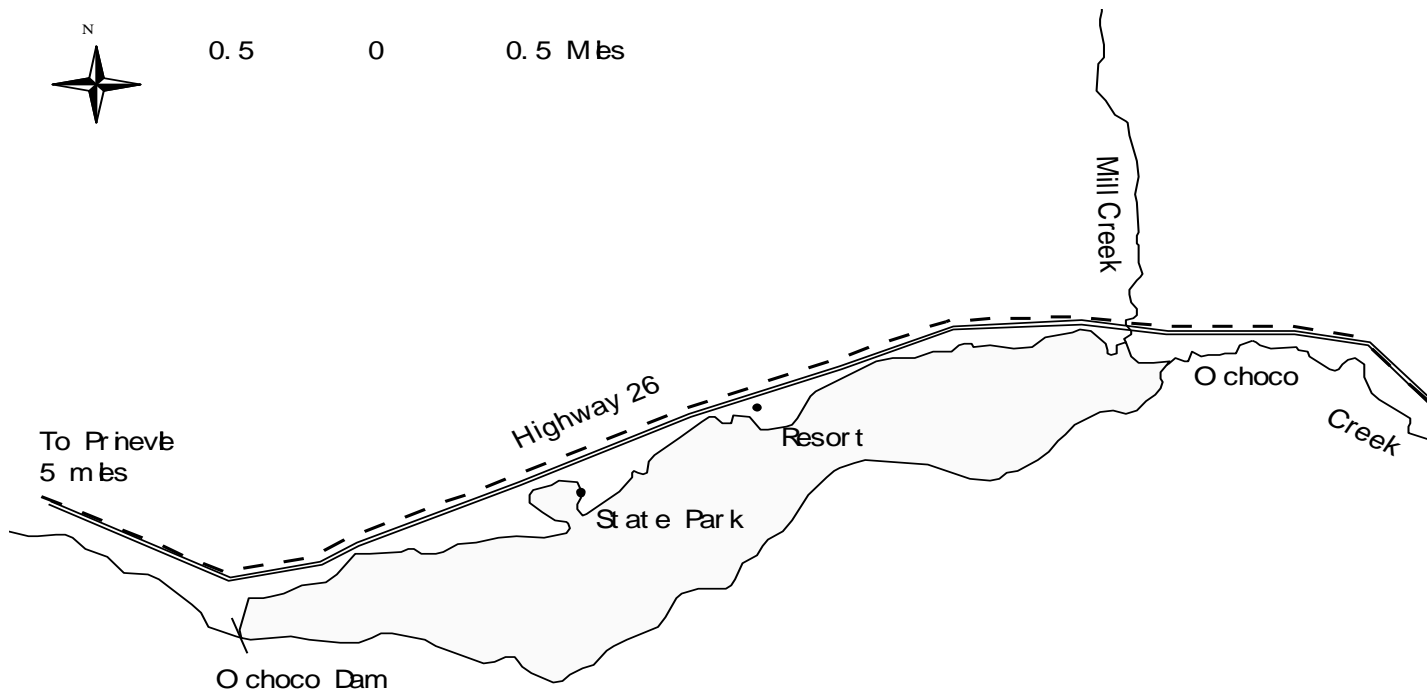 N
0.5 0 0.5 Miles
Mill Creek
Highway 26
Ochoco
Creek
Resort
To Prineville
5 miles
State Park
Ochoco Dam